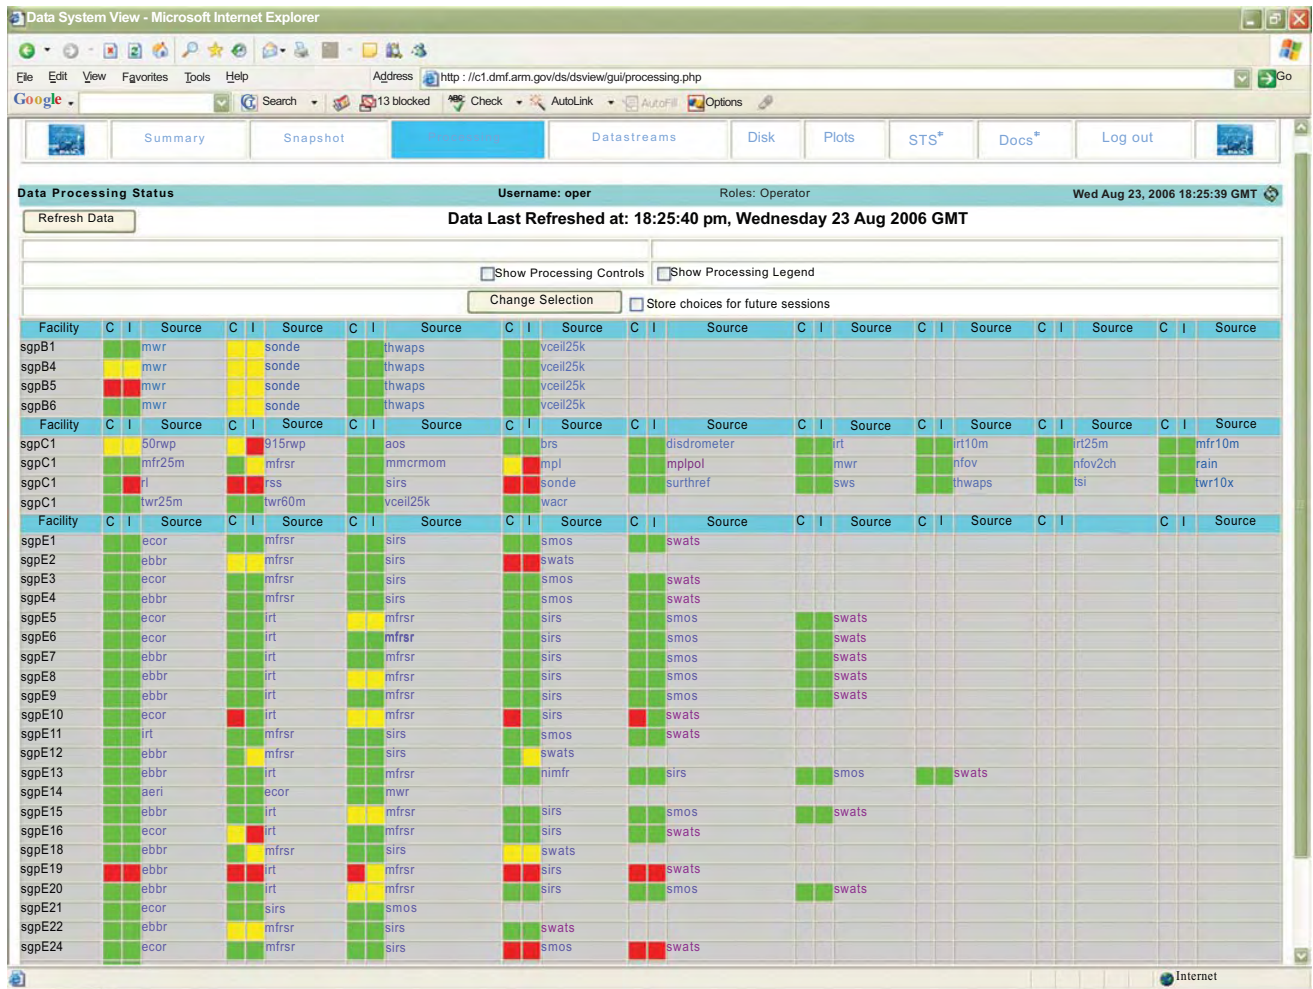 Data System View - Microsoft Internet Explorer
File Edit View Favorites Tools Help Address http : //c1.dmf.arm.gov/ds/dsview/gui/processing.php Go
Google Search 13 blocked ABC Check AutoLink AutoFill Options
Summary Snapshot Datastreams Disk Plots STS* Docs* Log out
Data Processing Status Username: oper Roles: Operator Wed Aug 23, 2006 18:25:39 GMT
Refresh Data Data Last Refreshed at: 18:25:40 pm, Wednesday 23 Aug 2006 GMT
Show Processing Controls Show Processing Legend
Change Selection Store choices for future sessions
Facility C I Source C I Source C I Source C I Source C I Source C I Source C I Source C I Source C I Source
sgpB1 mwr sonde thwaps vceil25k
sgpB4 mwr sonde thwaps vceil25k
sgpB5 mwr sonde thwaps vceil25k
sgpB6 mwr sonde thwaps vceil25k
Facility C I Source C I Source C I Source C I Source C I Source C I Source C I Source C I Source C I Source
sgpC1 50rwp 915rwp aos brs disdrometer irt irt10m irt25m mfr10m
sgpC1 mfr25m mfrsr mmcrmom mpl mplpol mwr nfov nfov2ch rain
sgpC1 rl rss sirs sonde surthref sws thwaps tsi twr10x
sgpC1 twr25m twr60m vceil25k wacr
Facility C I Source C I Source C I Source C I Source C I Source C I Source C I Source C I C I Source
sgpE1 ecor mfrsr sirs smos swats
sgpE2 ebbr mfrsr sirs swats
sgpE3 ecor mfrsr sirs smos swats
sgpE4 ebbr mfrsr sirs smos swats
sgpE5 ecor irt mfrsr sirs smos swats
sgpE6 ecor irt mfrsr sirs smos swats
sgpE7 ebbr irt mfrsr sirs smos swats
sgpE8 ebbr irt mfrsr sirs smos swats
sgpE9 ebbr irt mfrsr sirs smos swats
sgpE10 ecor irt mfrsr sirs swats
sgpE11 irt mfrsr sirs smos swats
sgpE12 ebbr mfrsr sirs swats
sgpE13 ebbr irt mfrsr nimfr sirs smos swats
sgpE14 aeri ecor mwr
sgpE15 ebbr irt mfrsr sirs smos swats
sgpE16 ecor irt mfrsr sirs swats
sgpE18 ebbr mfrsr sirs swats
sgpE19 ebbr irt mfrsr sirs swats
sgpE20 ebbr irt mfrsr sirs smos swats
sgpE21 ecor sirs smos
sgpE22 ebbr mfrsr sirs swats
sgpE24 ecor mfrsr sirs smos swats
Internet